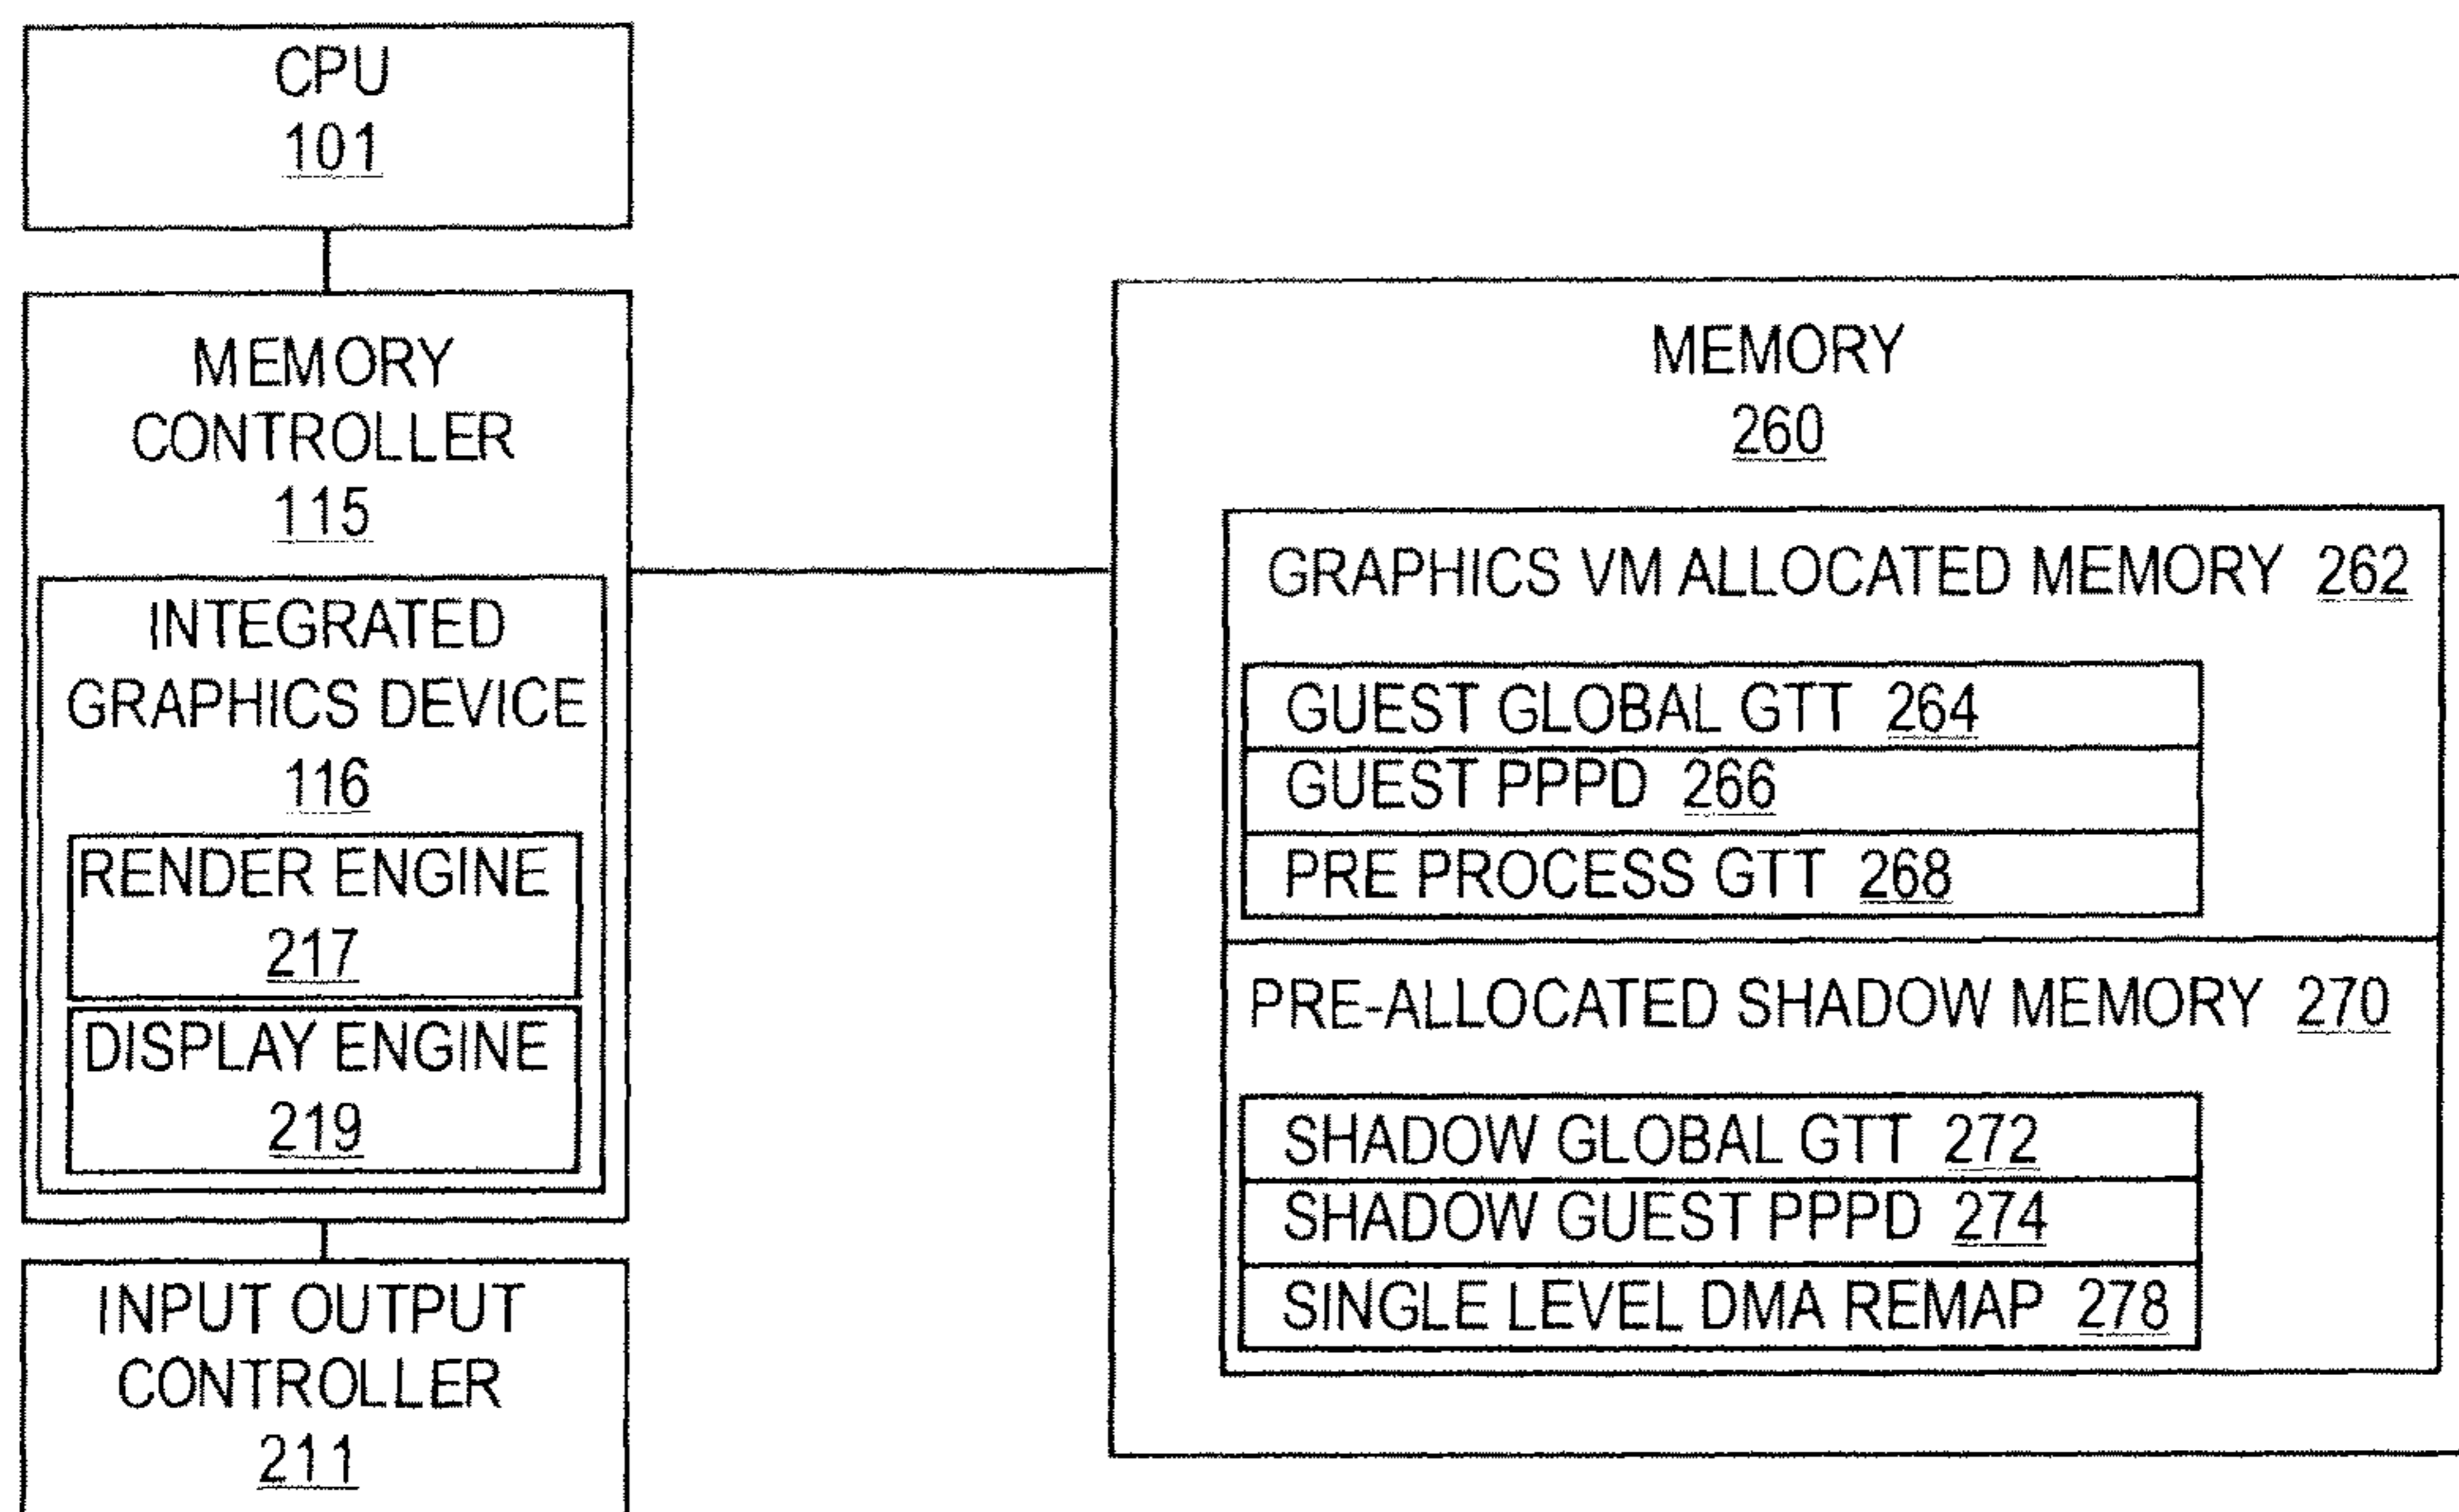 CPU
101
MEMORY
CONTROLLER
115
INTEGRATED
GRAPHICS DEVICE
116
RENDER ENGINE
217
DISPLAY ENGINE
219
INPUT OUTPUT
CONTROLLER
211
MEMORY
260
GRAPHICS VM ALLOCATED MEMORY 262
GUEST GLOBAL GTT 264
GUEST PPPD 266
PRE PROCESS GTT 268
PRE-ALLOCATED SHADOW MEMORY 270
SHADOW GLOBAL GTT 272
SHADOW GUEST PPPD 274
SINGLE LEVEL DMA REMAP 278